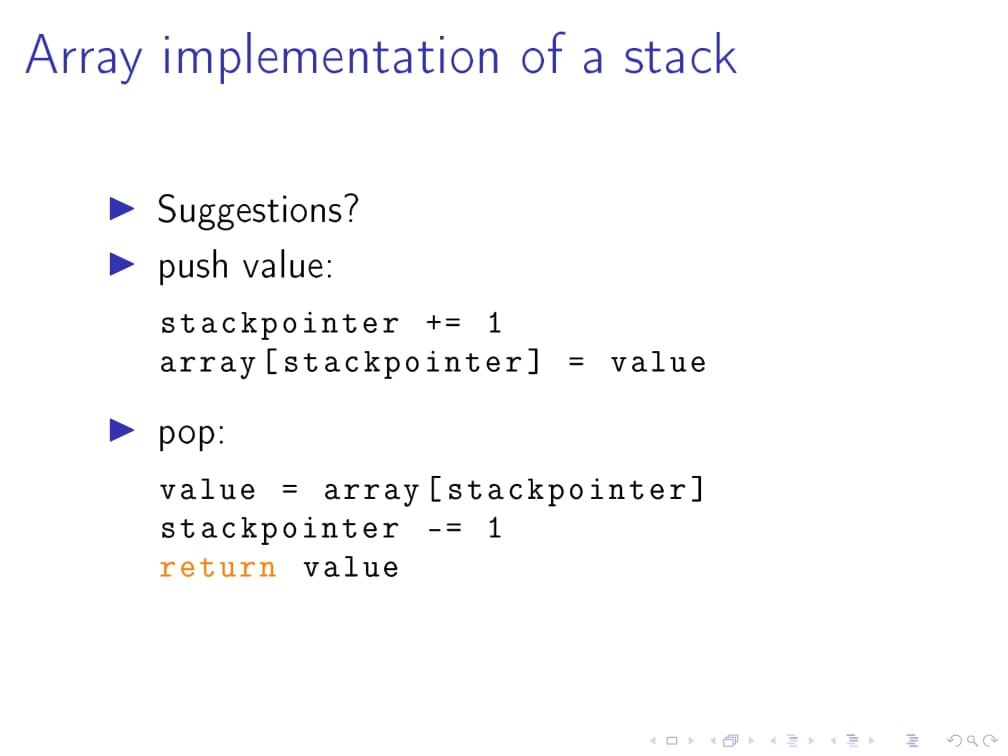 Array implementation of a stack
Suggestions?
push value:
stackpointer += 1
array[stackpointer] = value
pop:
value = array[stackpointer]
stackpointer -= 1
return value